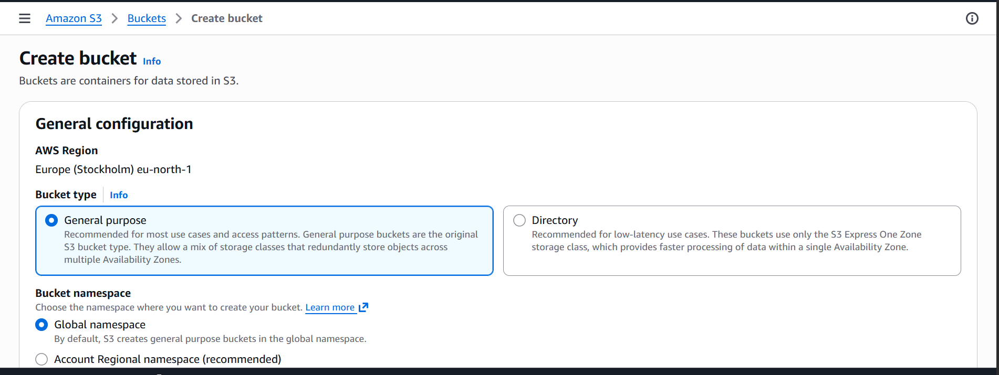 Amazon S3 > Buckets > Create bucket
Create bucket Info
Buckets are containers for data stored in S3.
General configuration
AWS Region
Europe (Stockholm) eu-north-1
Bucket type Info
General purpose
Recommended for most use cases and access patterns. General purpose buckets are the original
S3 bucket type. They allow a mix of storage classes that redundantly store objects across
multiple Availability Zones.
Directory
Recommended for low-latency use cases. These buckets use only the S3 Express One Zone
storage class, which provides faster processing of data within a single Availability Zone.
Bucket namespace
Choose the namespace where you want to create your bucket. Learn more
Global namespace
By default, S3 creates general purpose buckets in the global namespace.
Account Regional namespace (recommended)